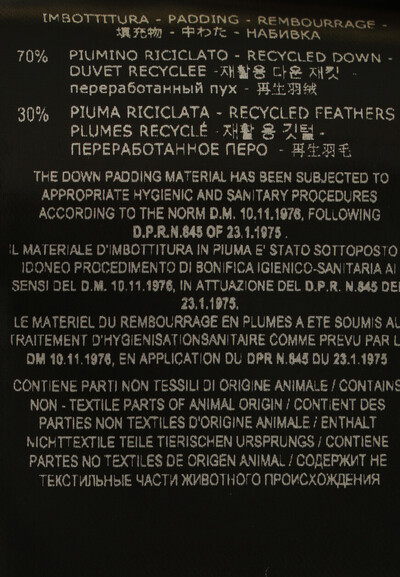 IMBOTTITURA - PADDING - REMBOURRAGE -
填充物 - 中わた - НАБИВКА
70% PIUMINO RICICLATO - RECYCLED DOWN -
DUVET RECYCLEE - 재활용 다운 재킷 -
переработанный пух - 再生羽绒
30% PIUMA RICICLATA - RECYCLED FEATHERS
PLUMES RECYCLÉ - 재활용 깃털 -
ПЕРЕРАБОТАННОЕ ПЕРО - 再生羽毛
THE DOWN PADDING MATERIAL HAS BEEN SUBJECTED TO
APPROPRIATE HYGIENIC AND SANITARY PROCEDURES
ACCORDING TO THE NORM D.M. 10.11.1976, FOLLOWING
D.P.R.N.845 OF 23.1.1975 .
IL MATERIALE D'IMBOTTITURA IN PIUMA E' STATO SOTTOPOSTO
IDONEO PROCEDIMENTO DI BONIFICA IGIENICO-SANITARIA AI
SENSI DEL D.M. 10.11.1976, IN ATTUAZIONE DEL D.P.R. N.845 DEL
23.1.1975.
LE MATERIEL DU REMBOURRAGE EN PLUMES A ETE SOUMIS AU
TRAITEMENT D'HYGIENISATIONSANITAIRE COMME PREVU PAR L
DM 10.11.1976, EN APPLICATION DU DPR N.845 DU 23.1.1975
CONTIENE PARTI NON TESSILI DI ORIGINE ANIMALE / CONTAINS
NON - TEXTILE PARTS OF ANIMAL ORIGIN / CONTIENT DES
PARTIES NON TEXTILES D'ORIGINE ANIMALE / ENTHALT
NICHTTEXTILE TEILE TIERISCHEN URSPRUNGS / CONTIENE
PARTES NO TEXTILES DE ORIGEN ANIMAL / СОДЕРЖИТ НЕ
ТЕКСТИЛЬНЫЕ ЧАСТИ ЖИВОТНОГО ПРОИСХОЖДЕНИЯ